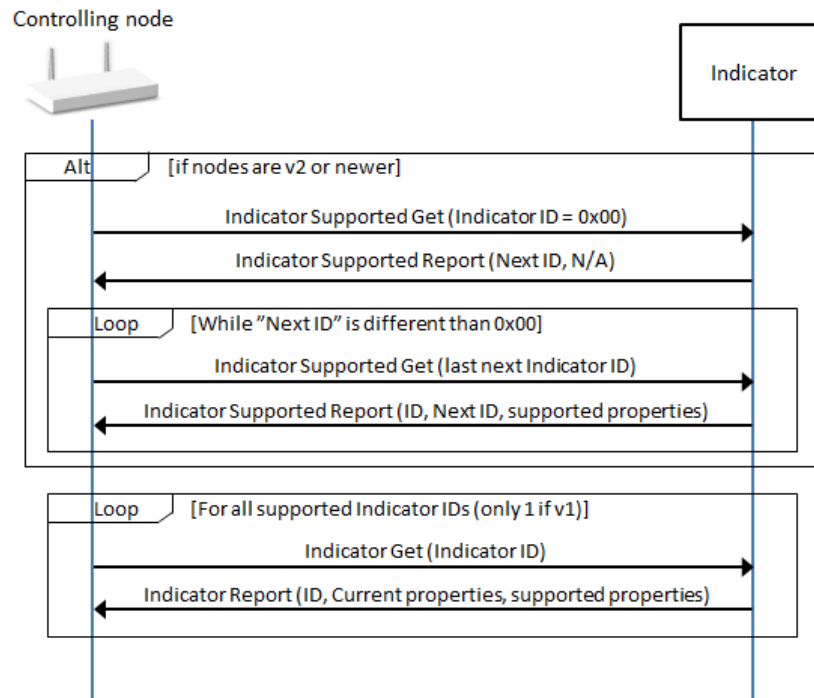 Controlling node
Indicator
Alt [if nodes are v2 or newer]
Indicator Supported Get (Indicator ID = 0x00)
Indicator Supported Report (Next ID, N/A)
Loop [While ”Next ID” is different than 0x00]
Indicator Supported Get (last next Indicator ID)
Indicator Supported Report (ID, Next ID, supported properties)
Loop [For all supported Indicator IDs (only 1 if v1)]
Indicator Get (Indicator ID)
Indicator Report (ID, Current properties, supported properties)